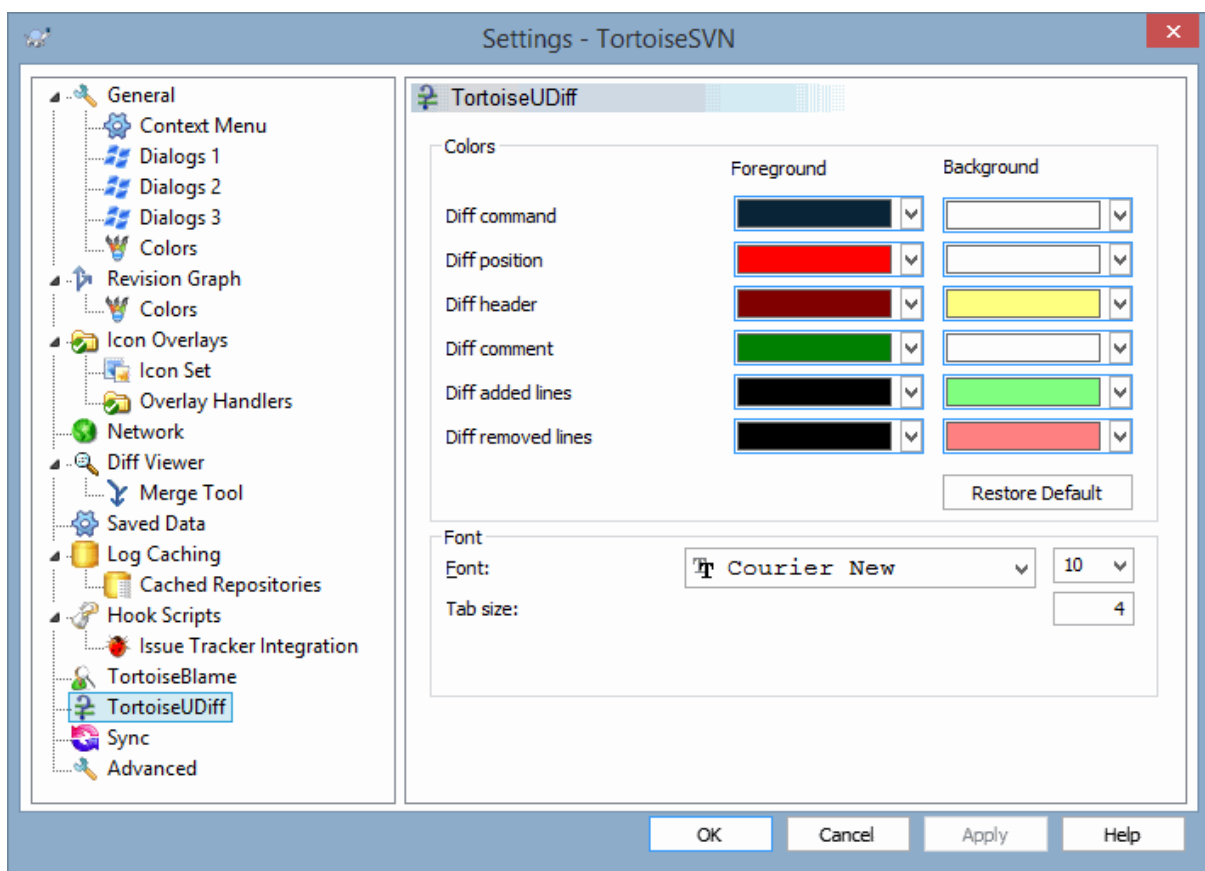 Settings - TortoiseSVN
General
Context Menu
Dialogs 1
Dialogs 2
Dialogs 3
Colors
Revision Graph
Colors
Icon Overlays
Icon Set
Overlay Handlers
Network
Diff Viewer
Merge Tool
Saved Data
Log Caching
Cached Repositories
Hook Scripts
Issue Tracker Integration
TortoiseBlame
TortoiseUDiff
Sync
Advanced
TortoiseUDiff
Colors
Foreground Background
Diff command
Diff position
Diff header
Diff comment
Diff added lines
Diff removed lines
Restore Default
Font
Font: Courier New 10
Tab size: 4
OK Cancel Apply Help